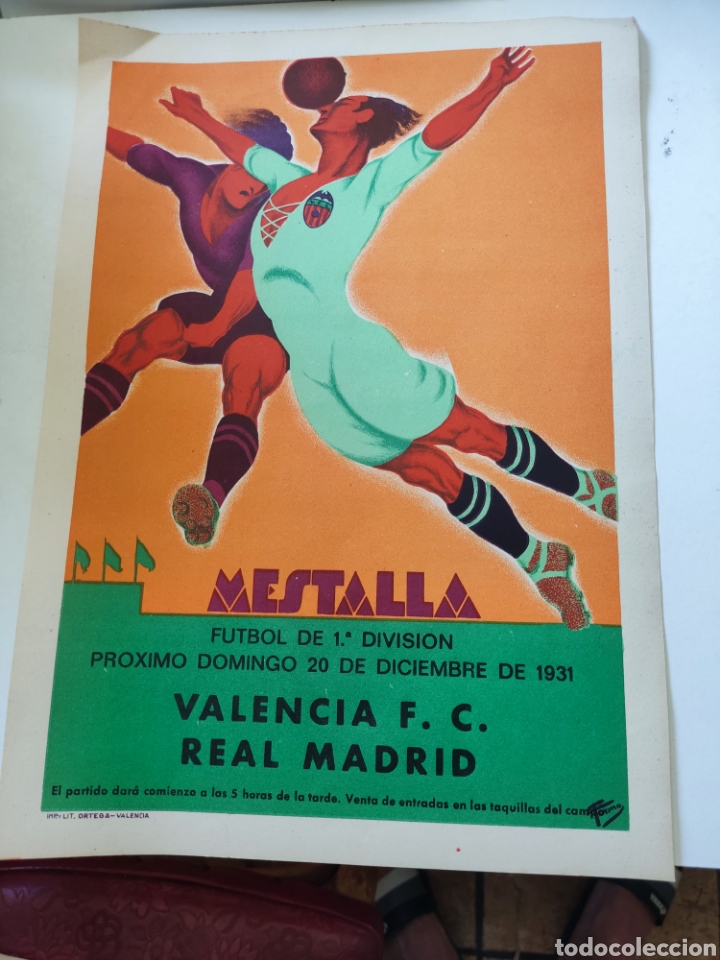 MESTALLA
FUTBOL DE 1.ª DIVISION
PROXIMO DOMINGO 20 DE DICIEMBRE DE 1931
VALENCIA F. C.
REAL MADRID
El partido dará comienzo a las 5 horas de la tarde. Venta de entradas en las taquillas del
IMP. LIT. ORTEGA-VALENCIA
todocoleccion